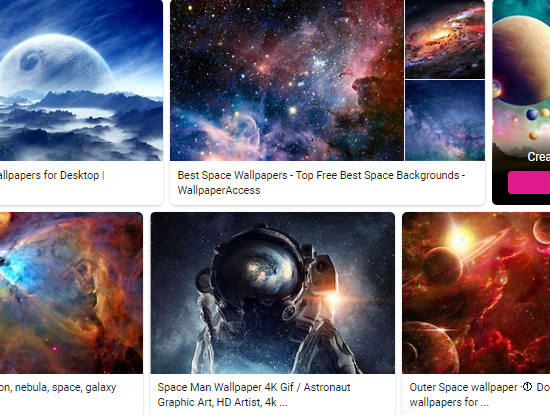 allpapers for Desktop |
Best Space Wallpapers - Top Free Best Space Backgrounds -
WallpaperAccess
Crea
on, nebula, space, galaxy
Space Man Wallpaper 4K Gif / Astronaut
Graphic Art, HD Artist, 4k ...
Outer Space wallpaper ·① Do
wallpapers for ...